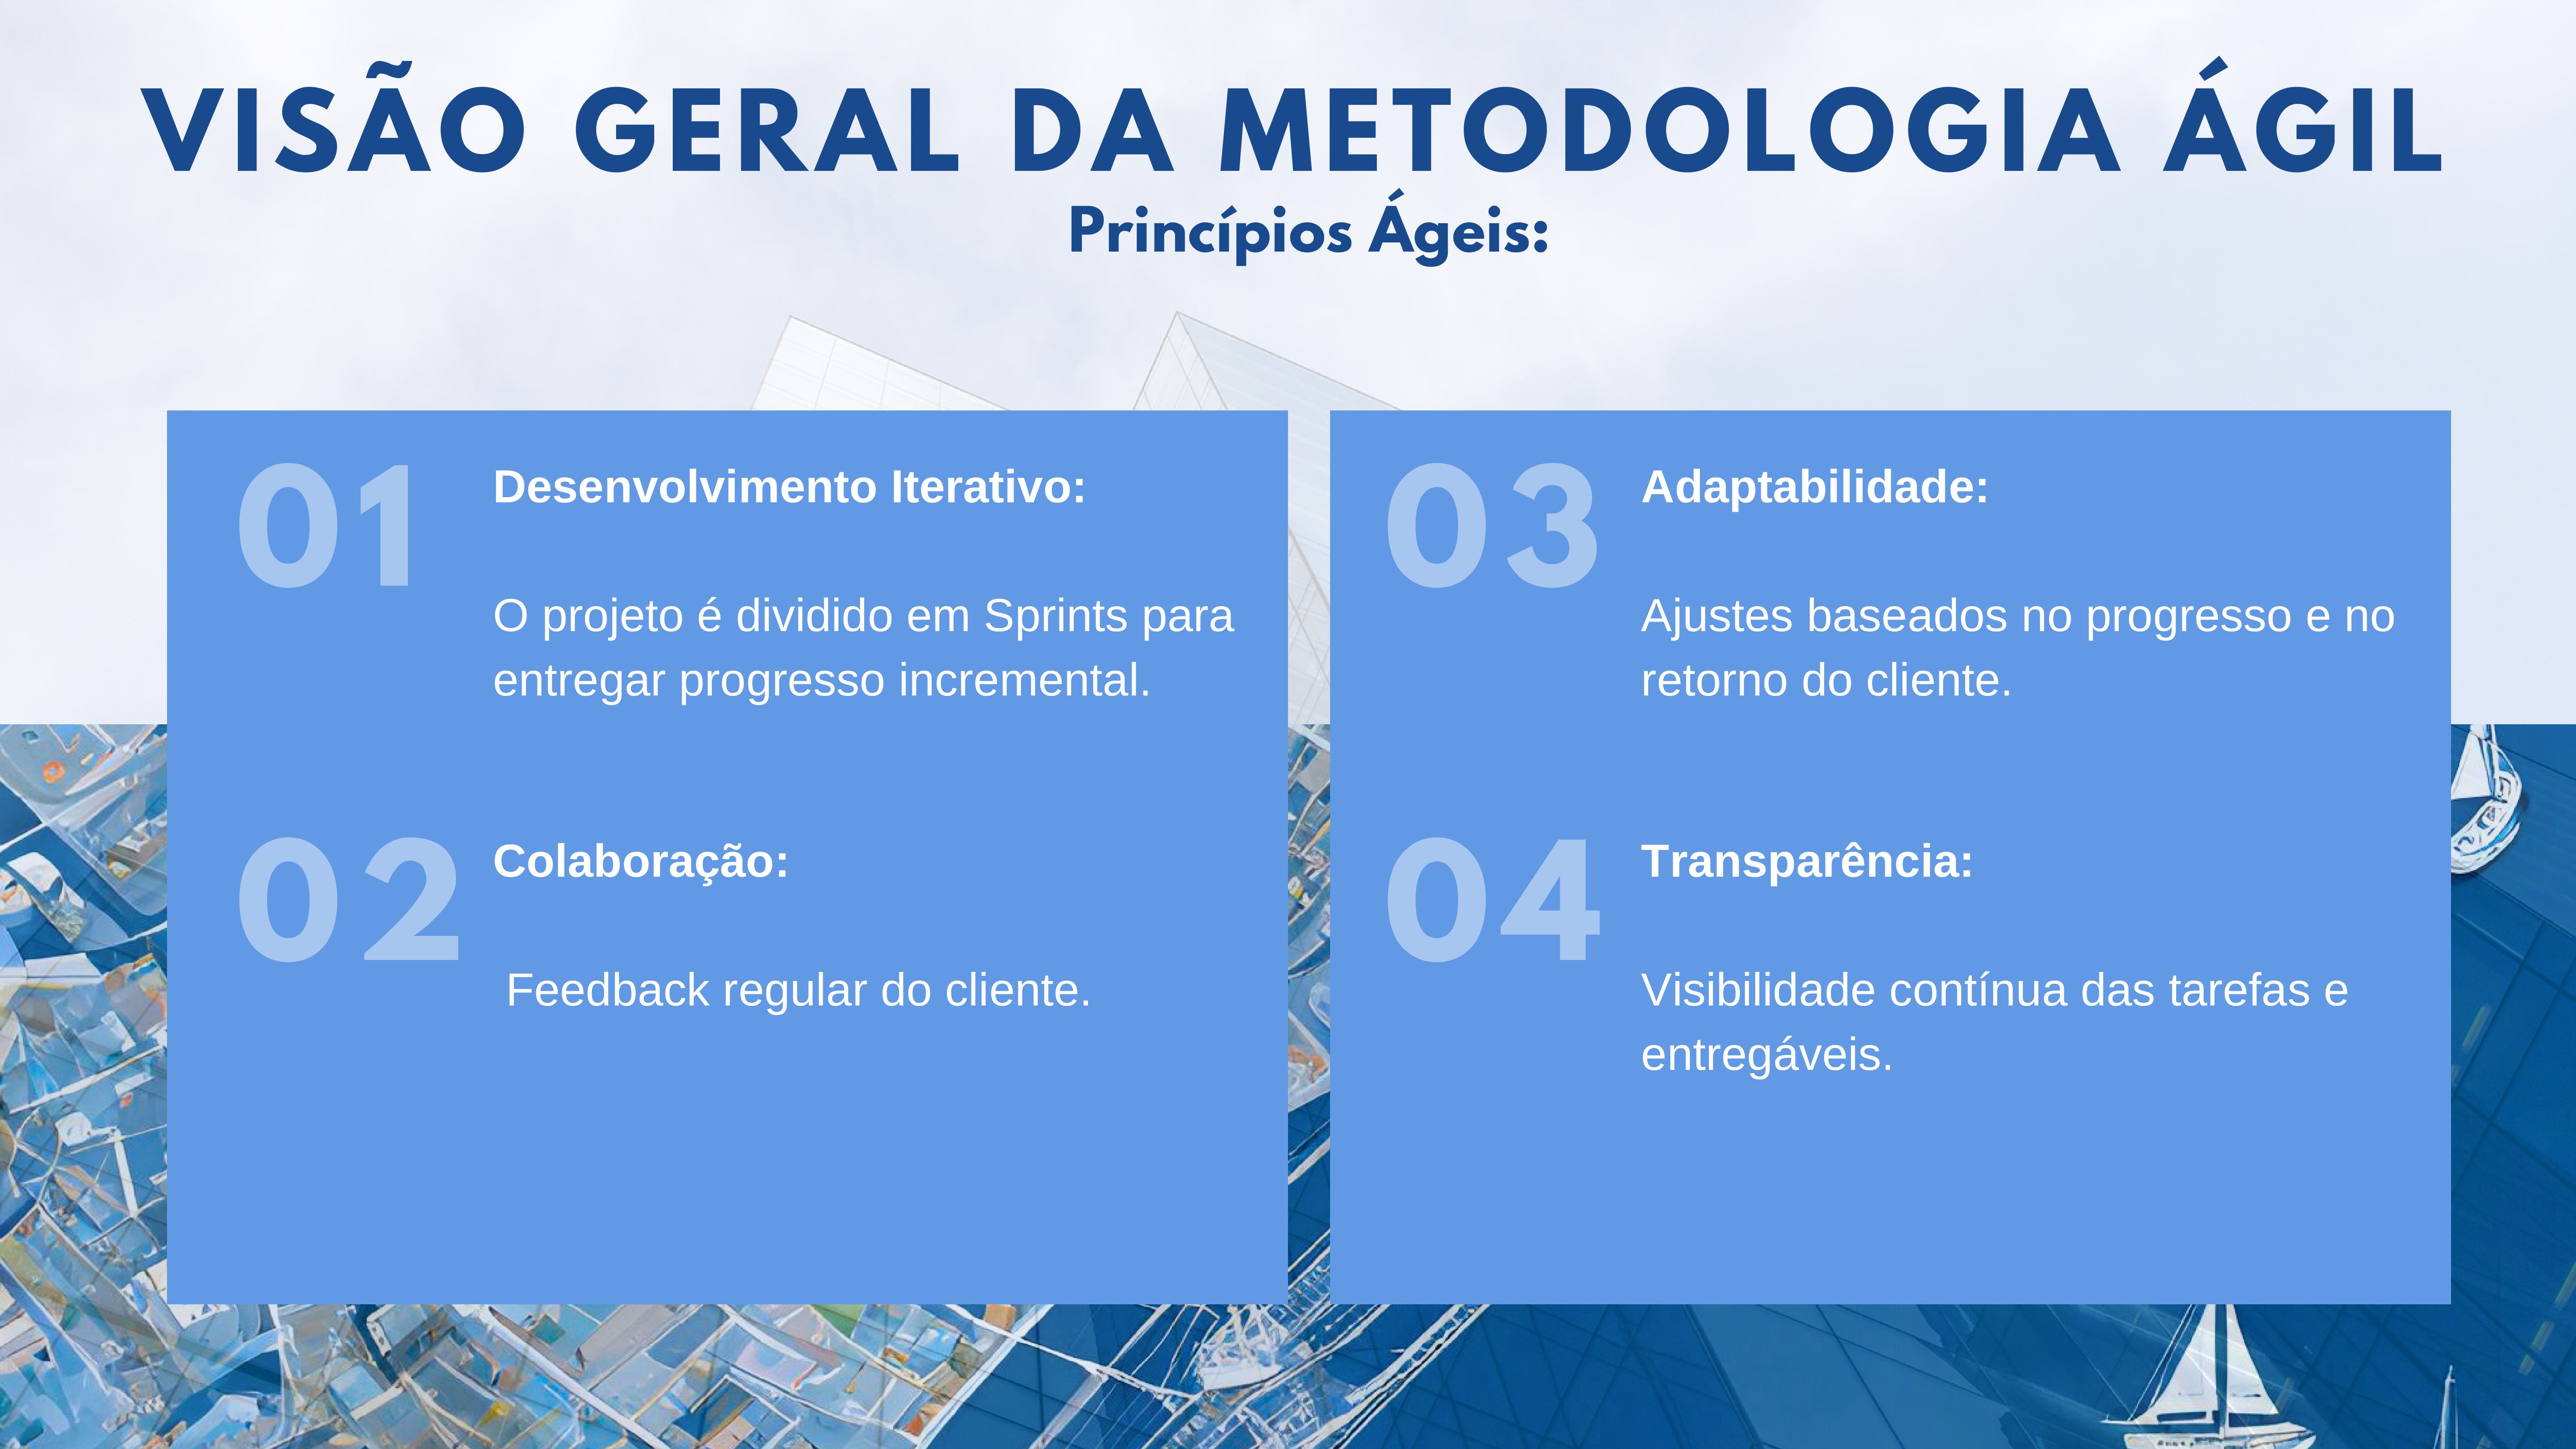 VISÃO GERAL DA METODOLOGIA ÁGIL
Princípios Ágeis:
01
Desenvolvimento Iterativo:
O projeto é dividido em Sprints para
entregar progresso incremental.
02
Colaboração:
Feedback regular do cliente.
03
Adaptabilidade:
Ajustes baseados no progresso e no
retorno do cliente.
04
Transparência:
Visibilidade contínua das tarefas e
entregáveis.